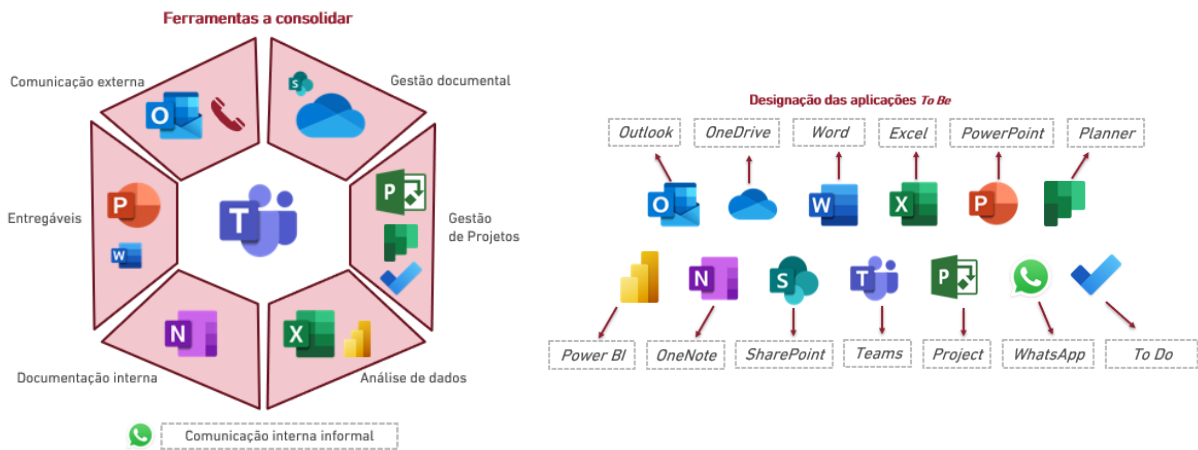 Ferramentas a consolidar
Comunicação externa
Gestão documental
Entregáveis
Gestão
de Projetos
Documentação interna
Análise de dados
Comunicação interna informal
Designação das aplicações To Be
Outlook
OneDrive
Word
Excel
PowerPoint
Planner
Power BI
OneNote
SharePoint
Teams
Project
WhatsApp
To Do
O
S
P
P
W
T
N
X
O
W
X
P
N
S
T
P